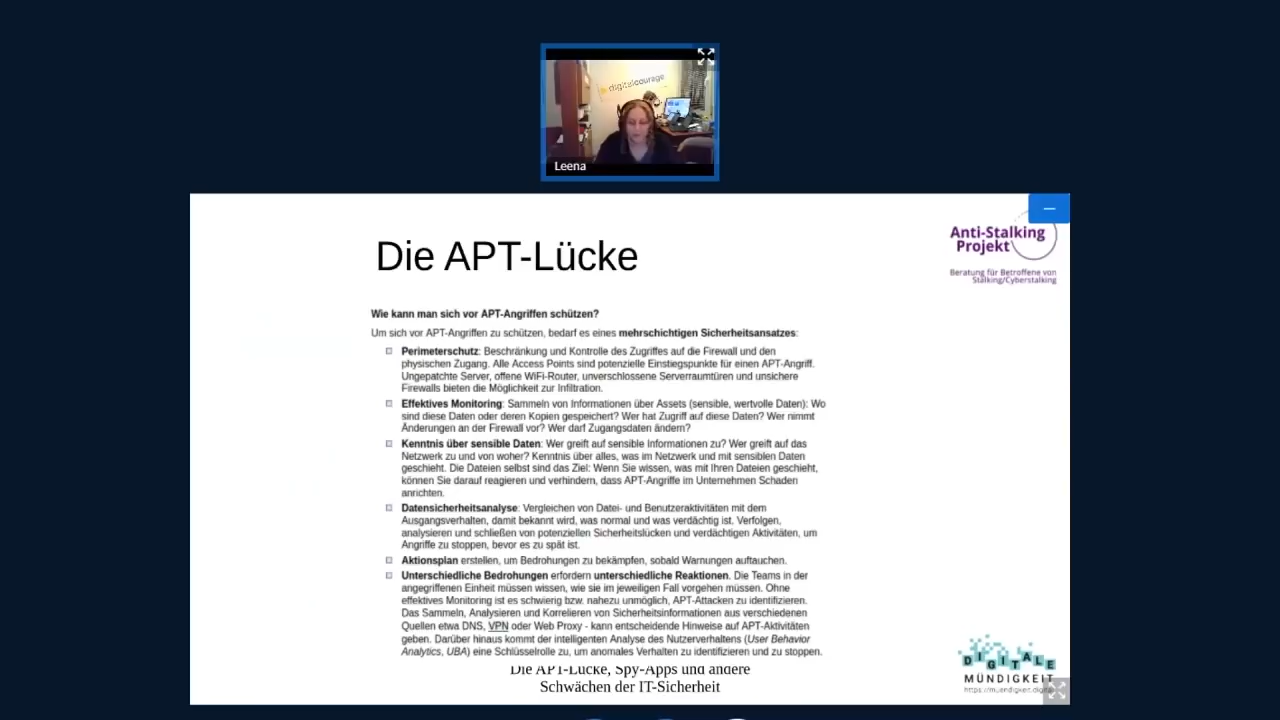 digitalcourage
Leena
Anti-Stalking
Projekt
Beratung für Betroffene von
Stalking/Cyberstalking
Die APT-Lücke
Wie kann man sich vor APT-Angriffen schützen?
Um sich vor APT-Angriffen zu schützen, bedarf es eines mehrschichtigen Sicherheitsansatzes:
Perimeterschutz: Beschränkung und Kontrolle des Zugriffes auf die Firewall und den
physischen Zugang. Alle Access Points sind potenzielle Einstiegspunkte für einen APT-Angriff.
Ungepatchte Server, offene WiFi-Router, unverschlossene Serverraumtüren und unsichere
Firewalls bieten die Möglichkeit zur Infiltration.
Effektives Monitoring: Sammeln von Informationen über Assets (sensible, wertvolle Daten): Wo
sind diese Daten oder deren Kopien gespeichert? Wer hat Zugriff auf diese Daten? Wer nimmt
Änderungen an der Firewall vor? Wer darf Zugangsdaten ändern?
Kenntnis über sensible Daten: Wer greift auf sensible Informationen zu? Wer greift auf das
Netzwerk zu und von woher? Kenntnis über alles, was im Netzwerk und mit sensiblen Daten
geschieht. Die Dateien selbst sind das Ziel: Wenn Sie wissen, was mit Ihren Dateien geschieht,
können Sie darauf reagieren und verhindern, dass APT-Angriffe im Unternehmen Schaden
anrichten.
Datensicherheitsanalyse: Vergleichen von Datei- und Benutzeraktivitäten mit dem
Ausgangsverhalten, damit bekannt wird, was normal und was verdächtig ist. Verfolgen,
analysieren und schließen von potenziellen Sicherheitslücken und verdächtigen Aktivitäten, um
Angriffe zu stoppen, bevor es zu spät ist.
Aktionsplan erstellen, um Bedrohungen zu bekämpfen, sobald Warnungen auftauchen.
Unterschiedliche Bedrohungen erfordern unterschiedliche Reaktionen. Die Teams in der
angegriffenen Einheit müssen wissen, wie sie im jeweiligen Fall vorgehen müssen. Ohne
effektives Monitoring ist es schwierig bzw. nahezu unmöglich, APT-Attacken zu identifizieren.
Das Sammeln, Analysieren und Korrelieren von Sicherheitsinformationen aus verschiedenen
Quellen etwa DNS, VPN oder Web Proxy - kann entscheidende Hinweise auf APT-Aktivitäten
geben. Darüber hinaus kommt der intelligenten Analyse des Nutzerverhaltens (User Behavior
Analytics, UBA) eine Schlüsselrolle zu, um anomales Verhalten zu identifizieren und zu stoppen.
Die APT-Lücke, Spy-Apps und andere
Schwächen der IT-Sicherheit
DIGITALE
MÜNDIGKEIT